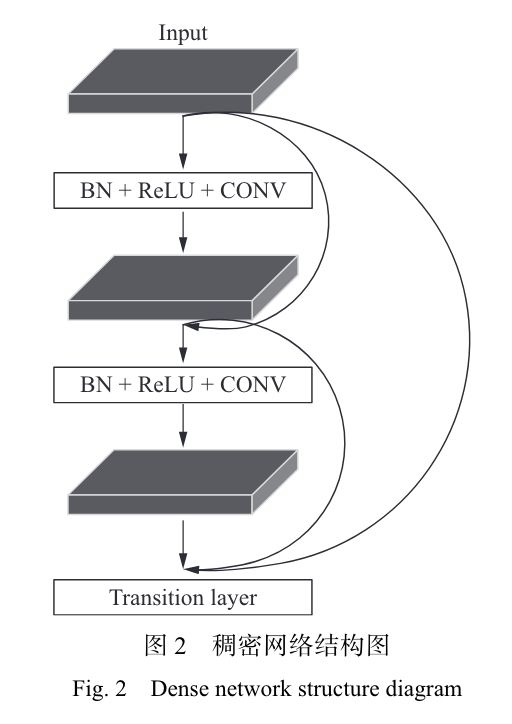 Input
BN + ReLU + CONV
BN + ReLU + CONV
Transition layer
图 2 稠密网络结构图
Fig. 2 Dense network structure diagram